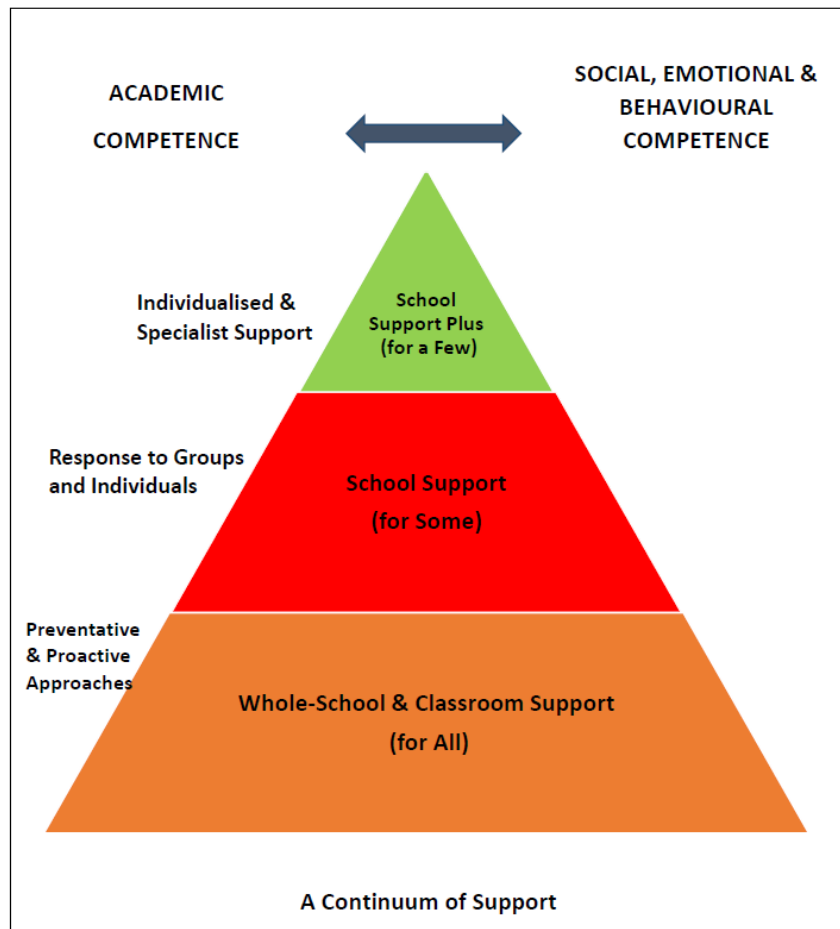 ACADEMIC
COMPETENCE
SOCIAL, EMOTIONAL &
BEHAVIOURAL
COMPETENCE
Individualised &
Specialist Support
School
Support Plus
(for a Few)
Response to Groups
and Individuals
School Support
(for Some)
Preventative
& Proactive
Approaches
Whole-School & Classroom Support
(for All)
A Continuum of Support